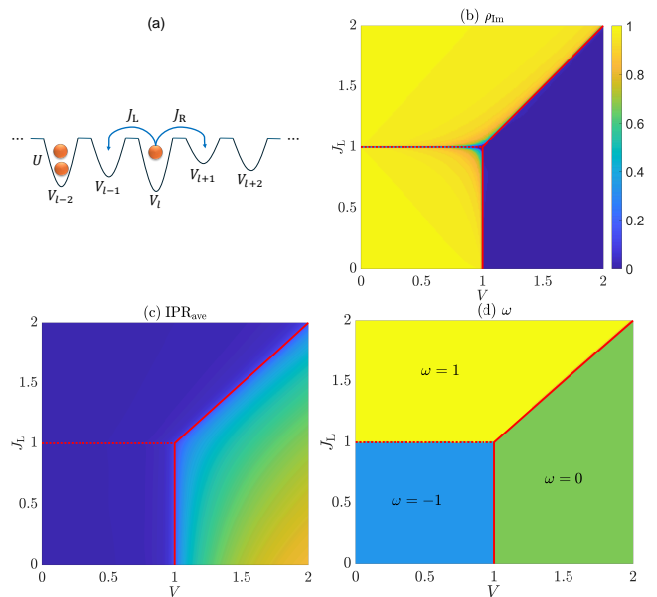 (a)
J_L J_R
... ...
U
V_{l-2} V_{l-1} V_l V_{l+1} V_{l+2}
(b) ρ_Im
2
1.5
1
0.5
0
J_L
0 0.5 1 1.5 2
V
1
0.8
0.6
0.4
0.2
0
(c) IPR_ave
2
1.5
1
0.5
0
J_L
0 0.5 1 1.5 2
V
(d) ω
2
1.5
1
0.5
0
J_L
ω = 1
ω = −1
ω = 0
0 0.5 1 1.5 2
V